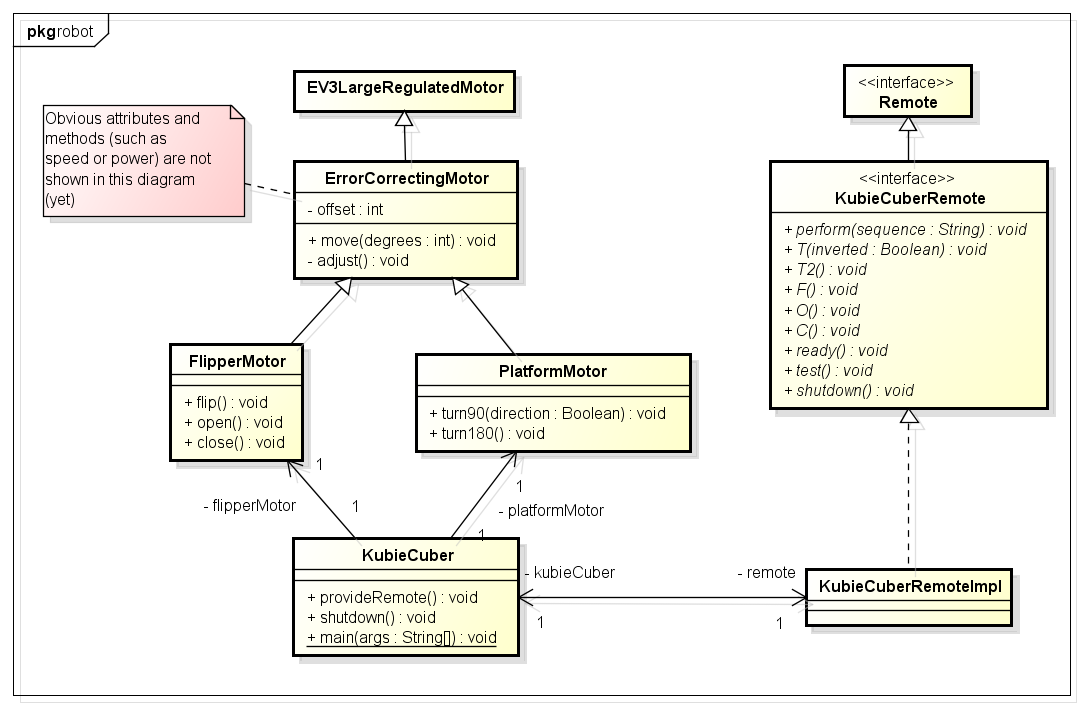 pkg robot
EV3LargeRegulatedMotor
<<interface>>
Remote
Obvious attributes and
methods (such as
speed or power) are not
shown in this diagram
(yet)
ErrorCorrectingMotor
- offset : int
+ move(degrees : int) : void
- adjust() : void
<<interface>>
KubieCuberRemote
+ perform(sequence : String) : void
+ T(inverted : Boolean) : void
+ T2() : void
+ F() : void
+ O() : void
+ C() : void
+ ready() : void
+ test() : void
+ shutdown() : void
FlipperMotor
+ flip() : void
+ open() : void
+ close() : void
PlatformMotor
+ turn90(direction : Boolean) : void
+ turn180() : void
1
- flipperMotor
1
1
- platformMotor
1
KubieCuber
+ provideRemote() : void
+ shutdown() : void
+ main(args : String[]) : void
- kubieCuber
1
- remote
1
KubieCuberRemoteImpl